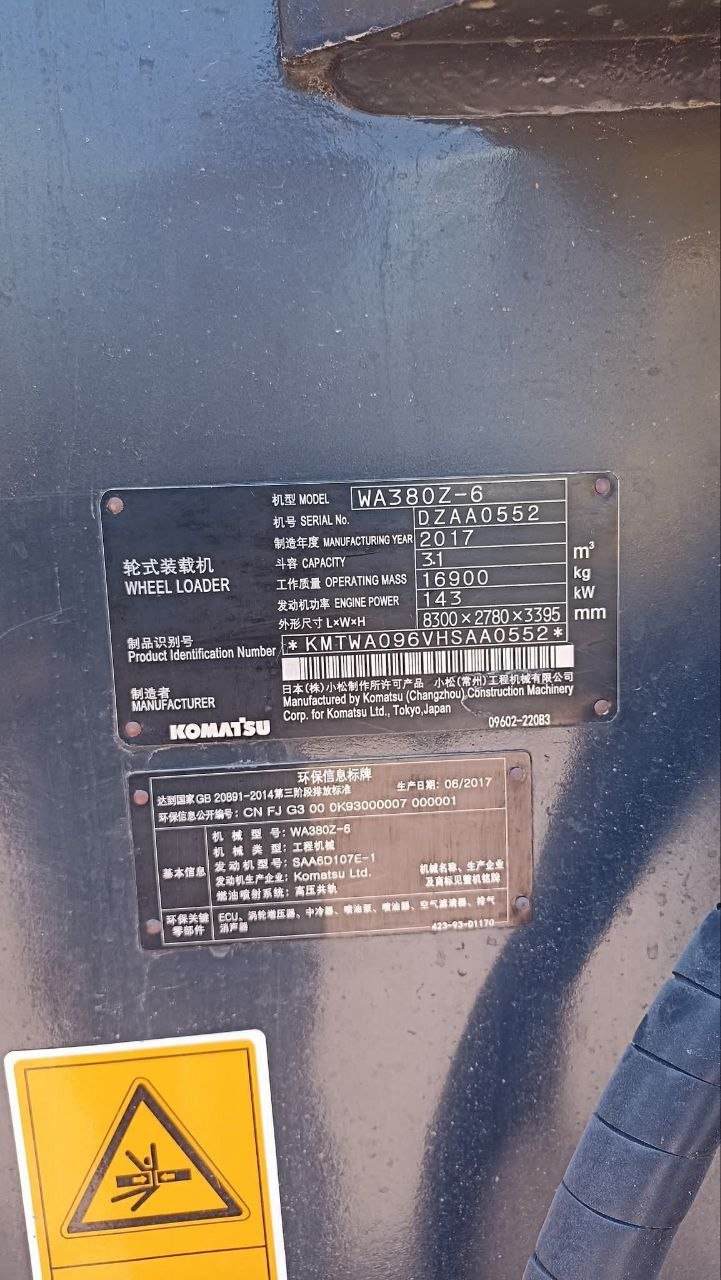 机型 MODEL WA380Z-6
机号 SERIAL No. DZAA0552
制造年度 MANUFACTURING YEAR 2017
斗容 CAPACITY 3.1 m³
工作质量 OPERATING MASS 16900 kg
发动机功率 ENGINE POWER 143 kW
外形尺寸 L×W×H 8300×2780×3395 mm
轮式装载机
WHEEL LOADER
制品识别号
Product Identification Number *KMTWA096VHSAA0552*
制造者
MANUFACTURER
日本(株)小松制作所许可产品 小松(常州)工程机械有限公司
Manufactured by Komatsu (Changzhou) Construction Machinery
Corp. for Komatsu Ltd., Tokyo,Japan
KOMATSU
09602-220B3
环保信息标牌
达到国家GB 20891-2014第三阶段排放标准 生产日期: 06/2017
环保信息公开编号: CN FJ G3 00 0K93000007 000001
基本信息
机械型号: WA380Z-6
机械类型: 工程机械
发动机型号: SAA6D107E-1
发动机生产企业: Komatsu Ltd.
燃油喷射系统: 高压共轨
机械名称、生产企业
及商标见整机铭牌
环保关键
零部件
ECU、涡轮增压器、中冷器、喷油泵、喷油器、空气滤清器、排气
消声器
423-93-D1170